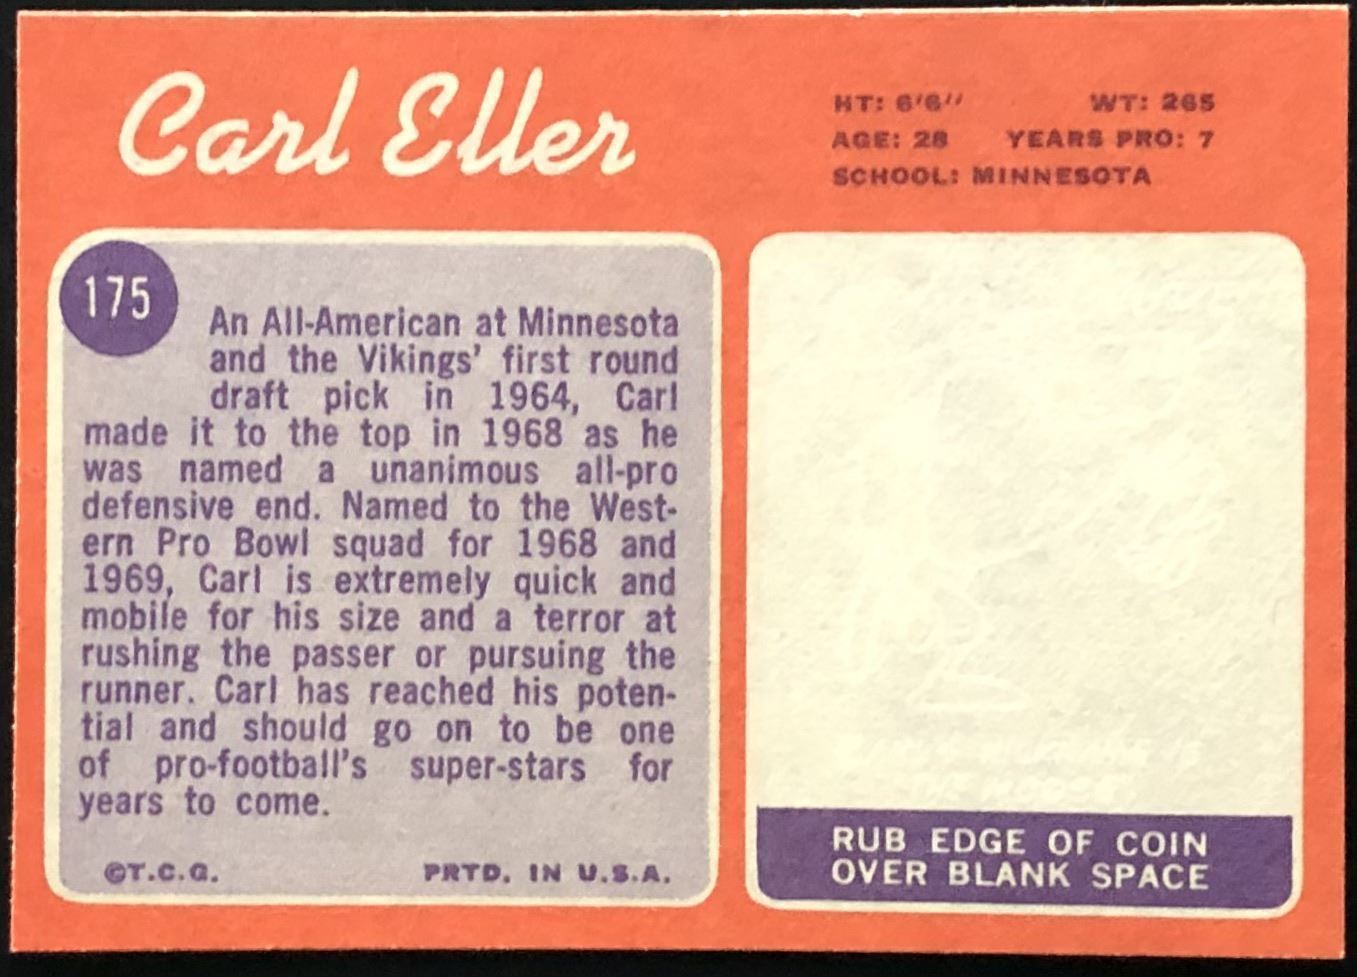 Carl Eller
HT: 6'6" WT: 265
AGE: 28 YEARS PRO: 7
SCHOOL: MINNESOTA
175
An All-American at Minnesota
and the Vikings' first round
draft pick in 1964, Carl
made it to the top in 1968 as he
was named a unanimous all-pro
defensive end. Named to the West-
ern Pro Bowl squad for 1968 and
1969, Carl is extremely quick and
mobile for his size and a terror at
rushing the passer or pursuing the
runner. Carl has reached his poten-
tial and should go on to be one
of pro-football's super-stars for
years to come.
©T.C.G. PRTD. IN U.S.A.
RUB EDGE OF COIN
OVER BLANK SPACE